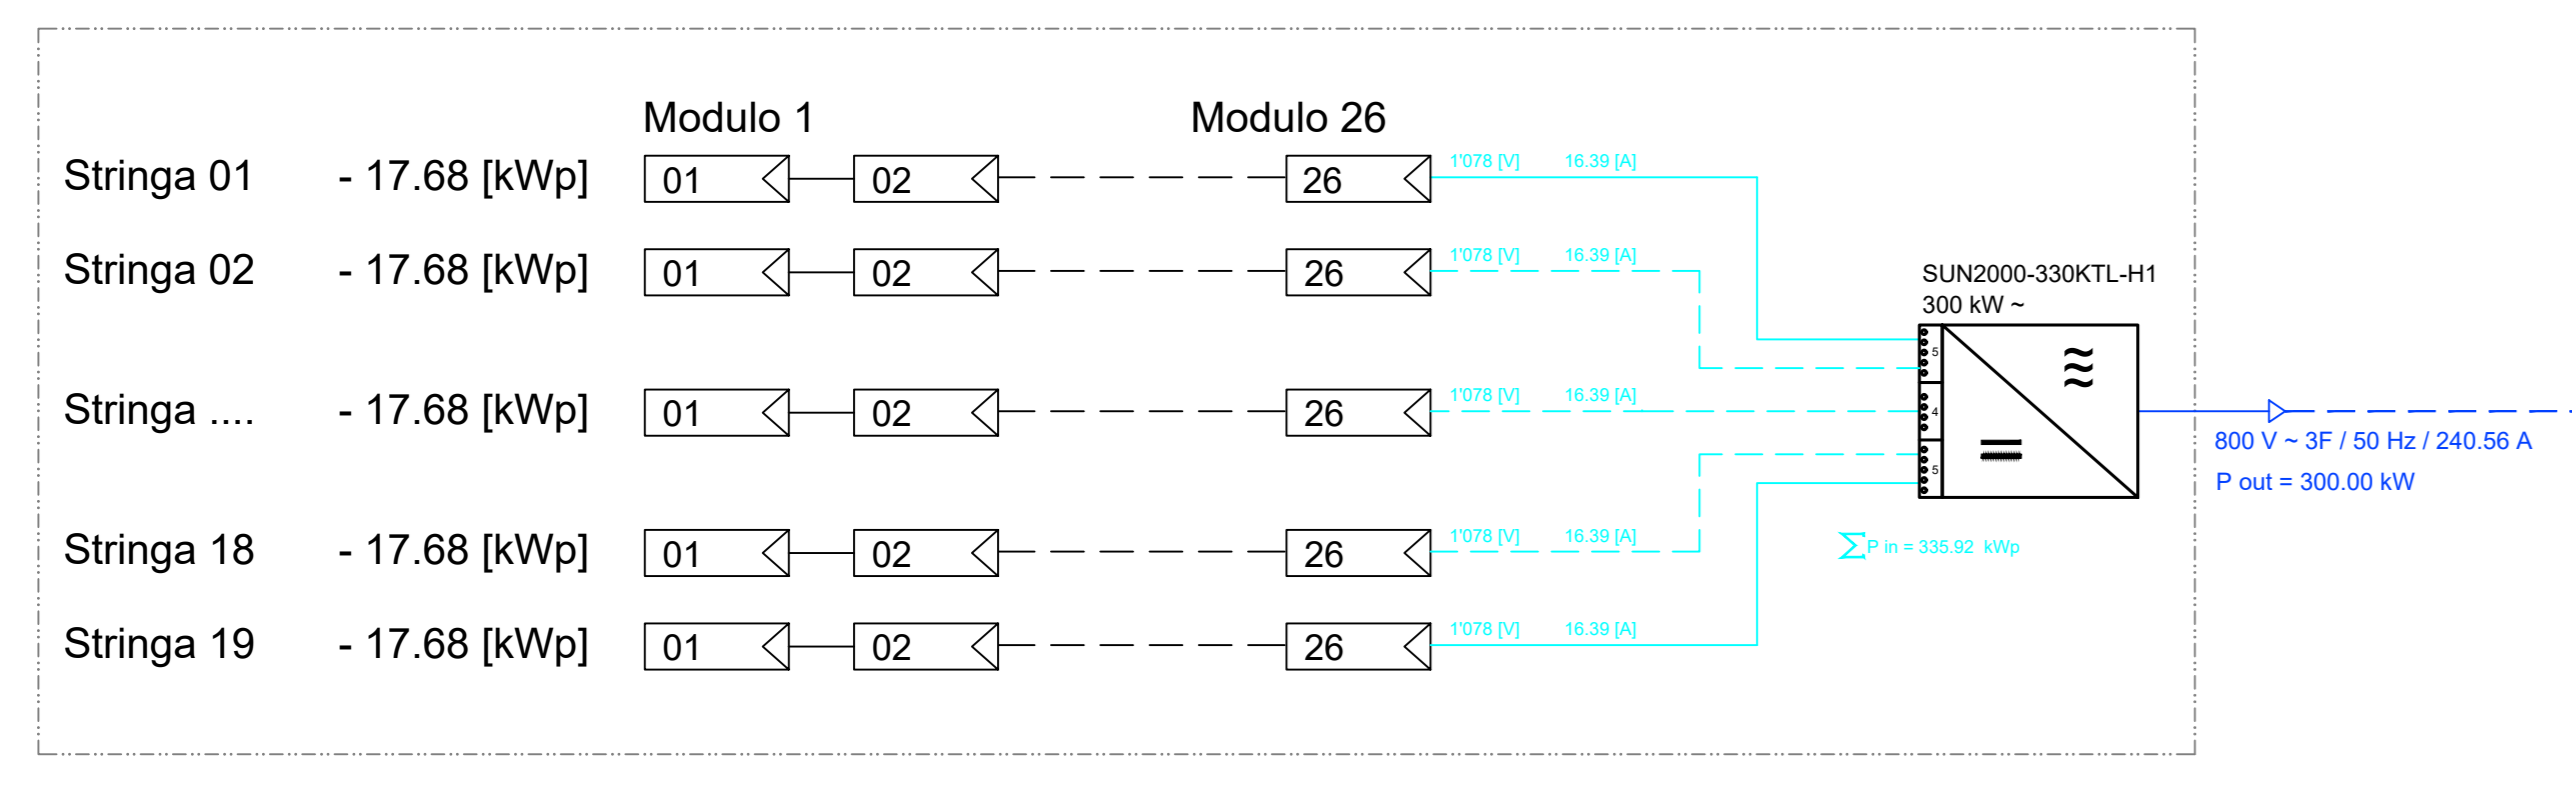 Modulo 1 Modulo 26
Stringa 01 - 17.68 [kWp] 01 02 26 1'078 [V] 16.39 [A]
Stringa 02 - 17.68 [kWp] 01 02 26 1'078 [V] 16.39 [A]
SUN2000-330KTL-H1
300 kW ~
5
Stringa .... - 17.68 [kWp] 01 02 26 1'078 [V] 16.39 [A] 4
800 V ~ 3F / 50 Hz / 240.56 A
5
P out = 300.00 kW
Stringa 18 - 17.68 [kWp] 01 02 26 1'078 [V] 16.39 [A]
∑P in = 335.92 kWp
Stringa 19 - 17.68 [kWp] 01 02 26 1'078 [V] 16.39 [A]